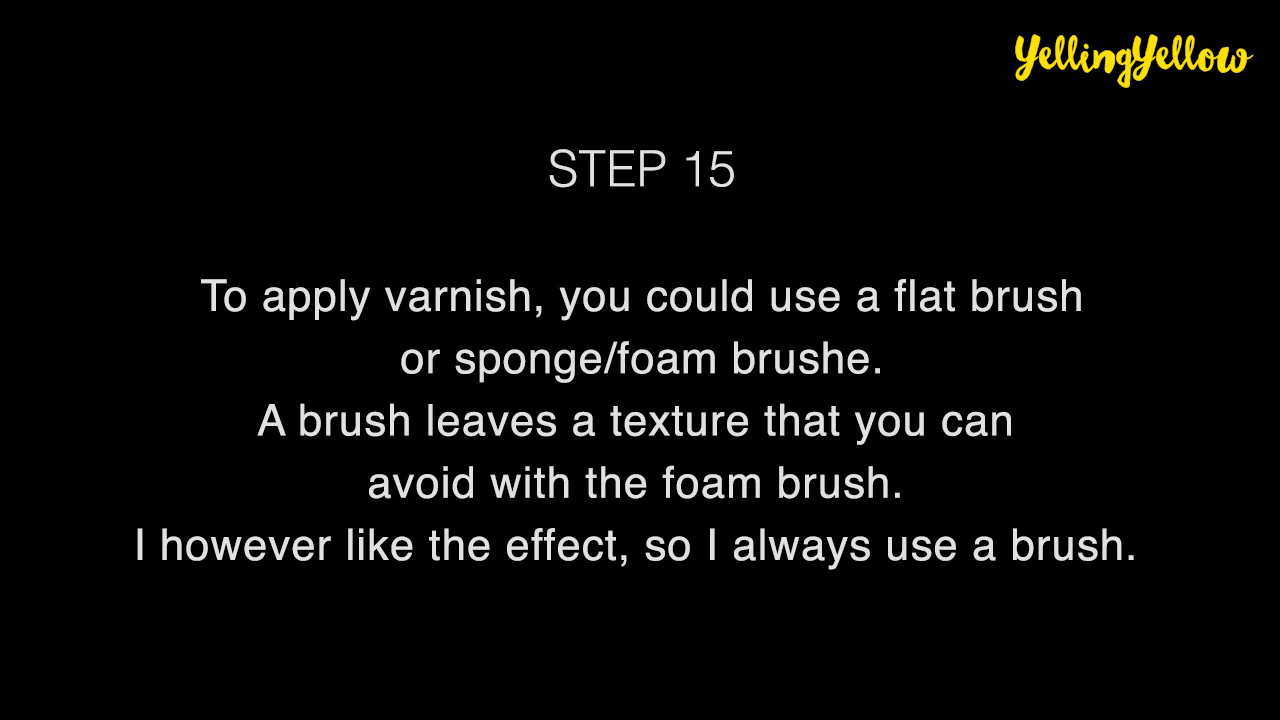 YellingYellow
STEP 15
To apply varnish, you could use a flat brush
or sponge/foam brushe.
A brush leaves a texture that you can
avoid with the foam brush.
I however like the effect, so I always use a brush.